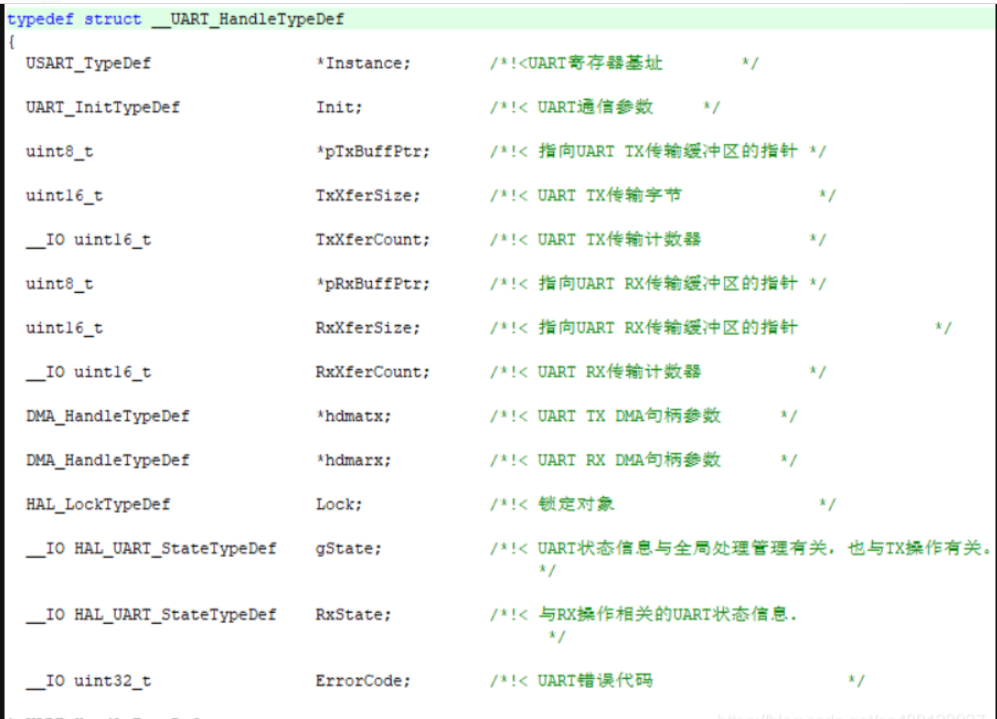 typedef struct __UART_HandleTypeDef
{
USART_TypeDef *Instance; /*!<UART寄存器基址 */
UART_InitTypeDef Init; /*!< UART通信参数 */
uint8_t *pTxBuffPtr; /*!< 指向UART TX传输缓冲区的指针 */
uint16_t TxXferSize; /*!< UART TX传输字节 */
__IO uint16_t TxXferCount; /*!< UART TX传输计数器 */
uint8_t *pRxBuffPtr; /*!< 指向UART RX传输缓冲区的指针 */
uint16_t RxXferSize; /*!< 指向UART RX传输缓冲区的指针 */
__IO uint16_t RxXferCount; /*!< UART RX传输计数器 */
DMA_HandleTypeDef *hdmatx; /*!< UART TX DMA句柄参数 */
DMA_HandleTypeDef *hdmarx; /*!< UART RX DMA句柄参数 */
HAL_LockTypeDef Lock; /*!< 锁定对象 */
__IO HAL_UART_StateTypeDef gState; /*!< UART状态信息与全局处理管理有关，也与TX操作有关。
*/
__IO HAL_UART_StateTypeDef RxState; /*!< 与RX操作相关的UART状态信息.
*/
__IO uint32_t ErrorCode; /*!< UART错误代码 */